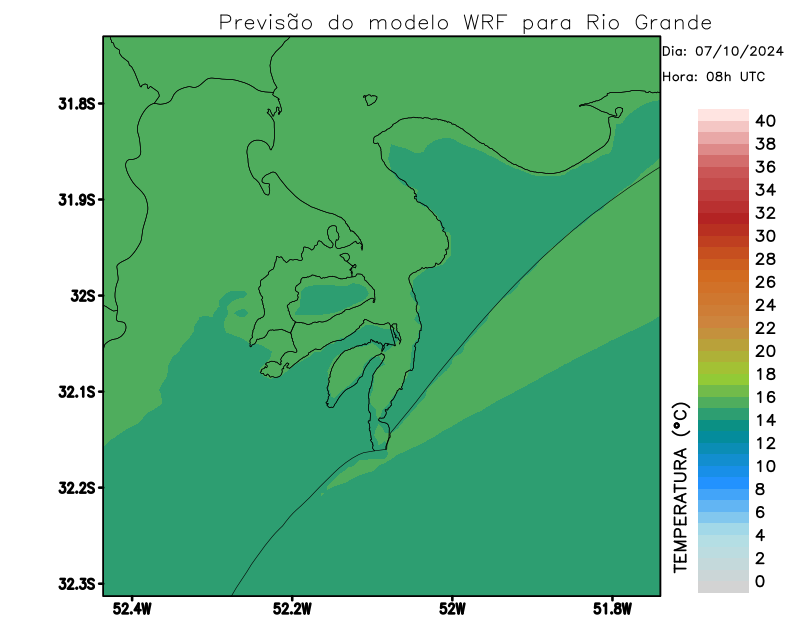 Previsão do modelo WRF para Rio Grande
Dia: 07/10/2024
Hora: 08h UTC
31.8S
31.9S
32S
32.1S
32.2S
32.3S
52.4W
52.2W
52W
51.8W
40
38
36
34
32
30
28
26
24
22
20
18
16
14
12
10
8
6
4
2
0
TEMPERATURA (°C)